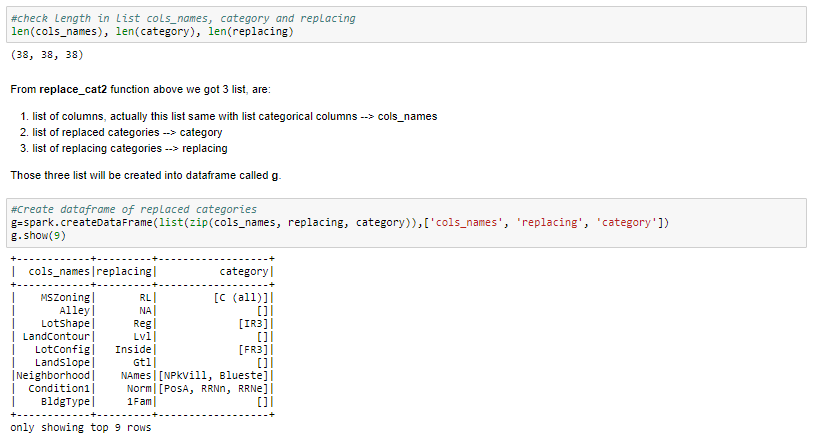 #check length in list cols_names, category and replacing
len(cols_names), len(category), len(replacing)
(38, 38, 38)
From replace_cat2 function above we got 3 list, are:
1. list of columns, actually this list same with list categorical columns --> cols_names
2. list of replaced categories --> category
3. list of replacing categories --> replacing
Those three list will be created into dataframe called g.
#Create dataframe of replaced categories
g=spark.createDataFrame(list(zip(cols_names, replacing, category)),['cols_names', 'replacing', 'category'])
g.show(9)
+------------+---------+------------------+
|  cols_names|replacing|          category|
+------------+---------+------------------+
|    MSZoning|       RL|         [C (all)]|
|       Alley|       NA|                []|
|    LotShape|      Reg|             [IR3]|
| LandContour|      Lvl|                []|
|   LotConfig|   Inside|             [FR3]|
|   LandSlope|      Gtl|                []|
|Neighborhood|    NAmes|[NPkVill, Blueste]|
|  Condition1|     Norm|[PosA, RRNn, RRNe]|
|    BldgType|     1Fam|                []|
+------------+---------+------------------+
only showing top 9 rows